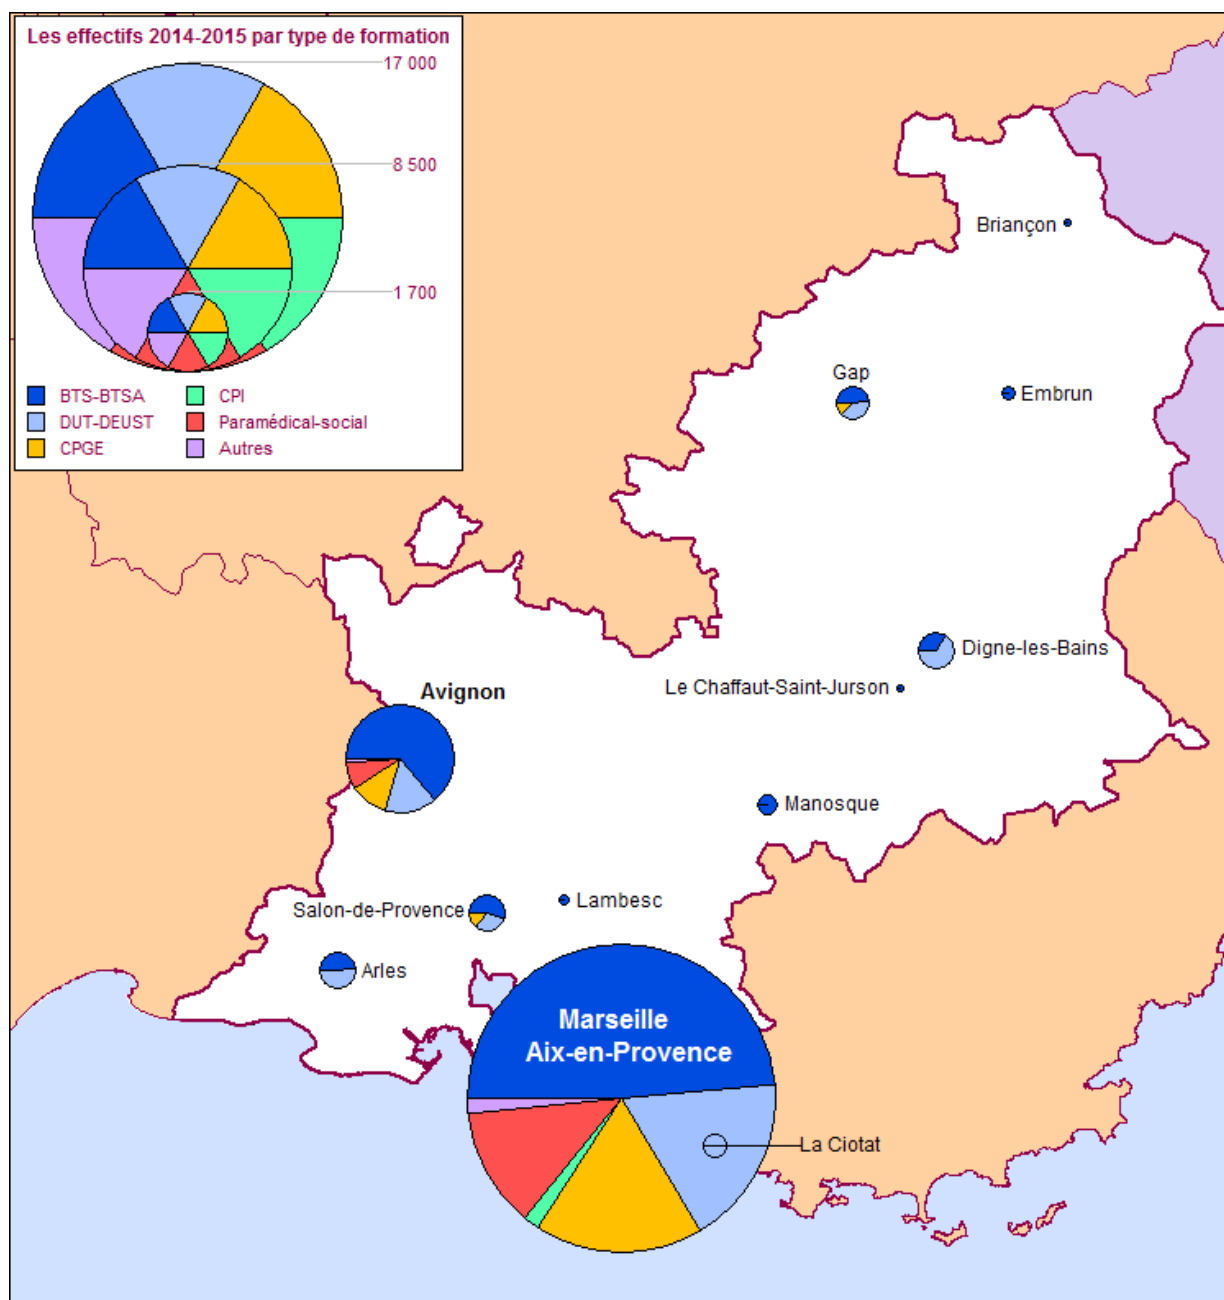 Les effectifs 2014-2015 par type de formation
17 000
8 500
1 700
BTS-BTSA
CPI
DUT-DEUST
Paramédical-social
CPGE
Autres
Briançon
Gap
Embrun
Digne-les-Bains
Le Chaffaut-Saint-Jurson
Avignon
Manosque
Salon-de-Provence
Lambesc
Arles
Marseille
Aix-en-Provence
La Ciotat